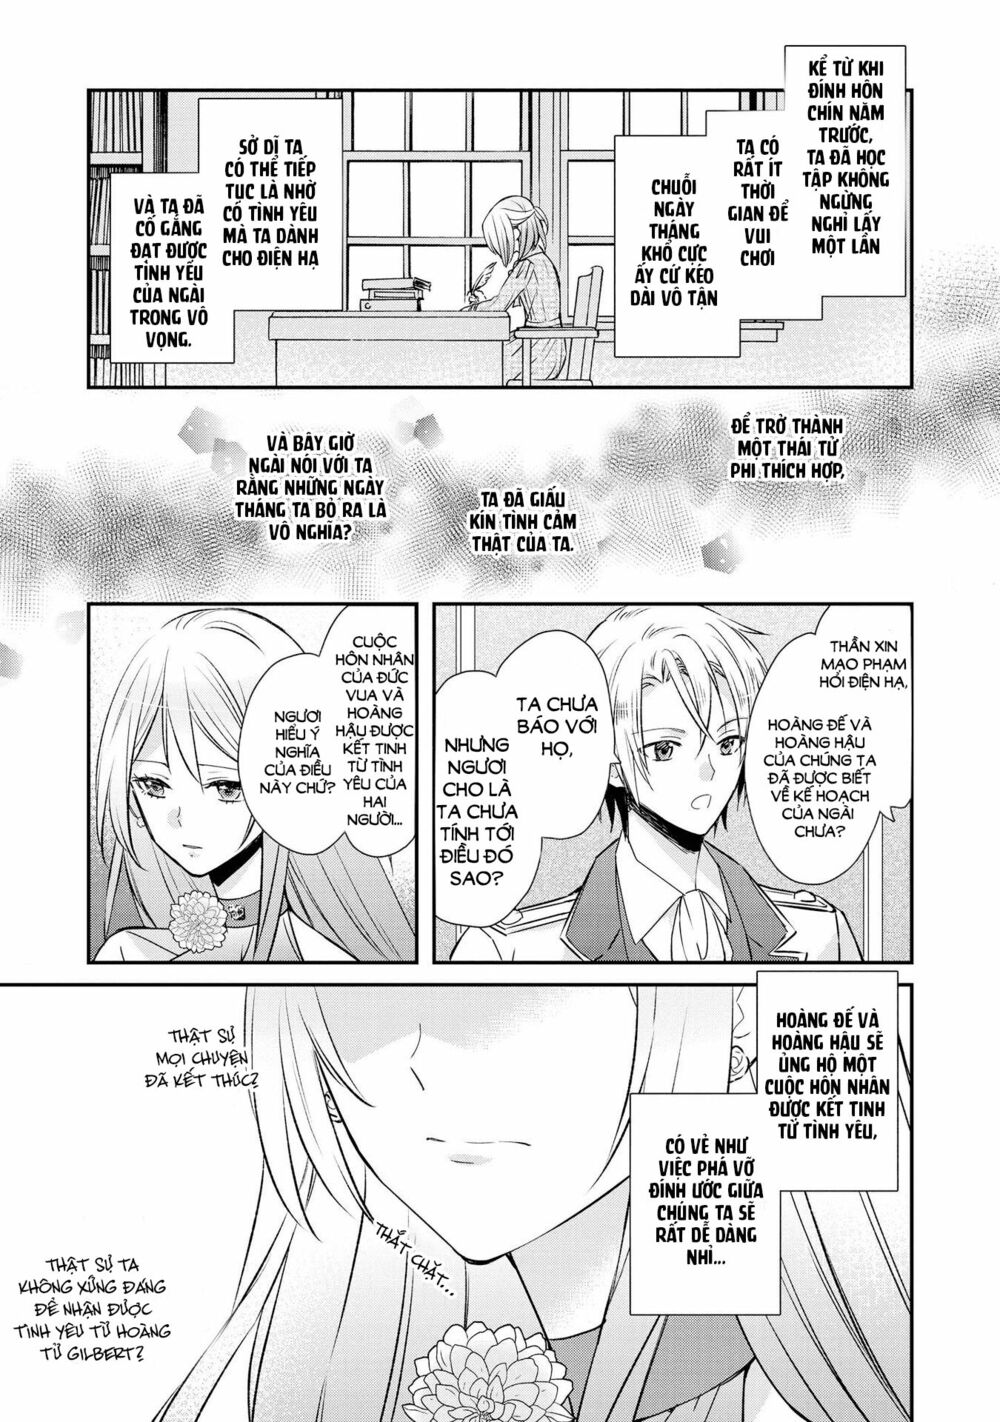 KỂ TỪ KHI
ĐÍNH HÔN
CHÍN NĂM
TRƯỚC,
TA ĐÃ HỌC
TẬP KHÔNG
NGỪNG
NGHỈ LẤY
MỘT LẦN
TA CÓ
RẤT ÍT
THỜI
GIAN ĐỂ
VUI
CHƠI
CHUỖI
NGÀY
THÁNG
KHỔ CỰC
ẤY CỨ KÉO
DÀI VÔ TẬN
SỞ DĨ TA
CÓ THỂ TIẾP
TỤC LÀ NHỜ
CÓ TÌNH YÊU
MÀ TA DÀNH
CHO ĐIỆN HẠ
VÀ TA ĐÃ
CỐ GẮNG
ĐẠT ĐƯỢC
TÌNH YẾU
CỦA NGÀI
TRONG VÔ
VỌNG.
ĐỂ TRỞ THÀNH
MỘT THÁI TỬ
PHI THÍCH HỢP,
TA ĐÃ GIẤU
KÍN TÌNH CẢM
THẬT CỦA TA.
VÀ BÂY GIỜ
NGÀI NÓI VỚI TA
RẰNG NHỮNG NGÀY
THÁNG TA BỎ RA LÀ
VÔ NGHĨA?
THẦN XIN
MẠO PHẠM
HỎI ĐIỆN HẠ,
HOÀNG ĐẾ VÀ
HOÀNG HẬU CỦA
CHÚNG TA
ĐÃ ĐƯỢC BIẾT
VỀ KẾ HOẠCH
CỦA NGÀI
CHƯA?
TA CHƯA
BÁO VỚI
HỌ,
NHƯNG
NGƯƠI
CHO LÀ
TA CHƯA
TÍNH TỚI
ĐIỀU ĐÓ
SAO?
CUỘC
HÔN NHÂN
CỦA ĐỨC
VUA VÀ
HOÀNG
HẬU ĐƯỢC
KẾT TINH
TỪ TÌNH
YÊU CỦA
HAI
NGƯỜI...
NGƯƠI
HIỂU Ý
NGHĨA
CỦA ĐIỀU
NÀY CHỨ?
HOÀNG ĐẾ VÀ
HOÀNG HẬU SẼ
ỦNG HỘ MỘT
CUỘC HÔN NHÂN
ĐƯỢC KẾT TINH
TỪ TÌNH YÊU,
CÓ VẺ NHƯ
VIỆC PHÁ VỠ
ĐÍNH ƯỚC GIỮA
CHÚNG TA SẼ
RẤT DỄ DÀNG
NHỈ...
THẬT SỰ
MỌI CHUYỆN
ĐÃ KẾT THÚC?
THẮT CHẶT...
THẬT SỰ TA
KHÔNG XỨNG ĐÁNG
ĐỂ NHẬN ĐƯỢC
TÌNH YÊU TỪ HOÀNG
TỬ GILBERT?